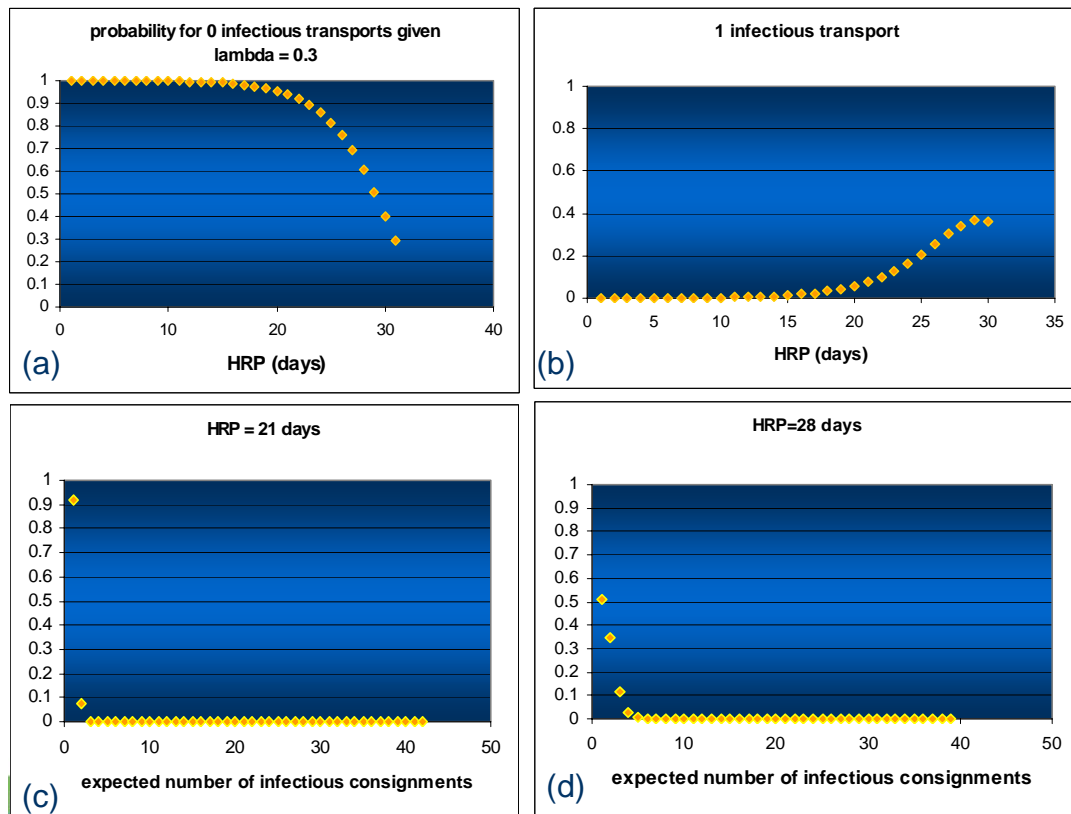 probability for 0 infectious transports given
lambda = 0.3
1
0.9
0.8
0.7
0.6
0.5
0.4
0.3
0.2
0.1
0
0 10 20 30 40
HRP (days)
(a)
1 infectious transport
1
0.8
0.6
0.4
0.2
0
0 5 10 15 20 25 30 35
HRP (days)
(b)
HRP = 21 days
1
0.9
0.8
0.7
0.6
0.5
0.4
0.3
0.2
0.1
0
0 10 20 30 40 50
expected number of infectious consignments
(c)
HRP=28 days
1
0.9
0.8
0.7
0.6
0.5
0.4
0.3
0.2
0.1
0
0 10 20 30 40 50
expected number of infectious consignments
(d)